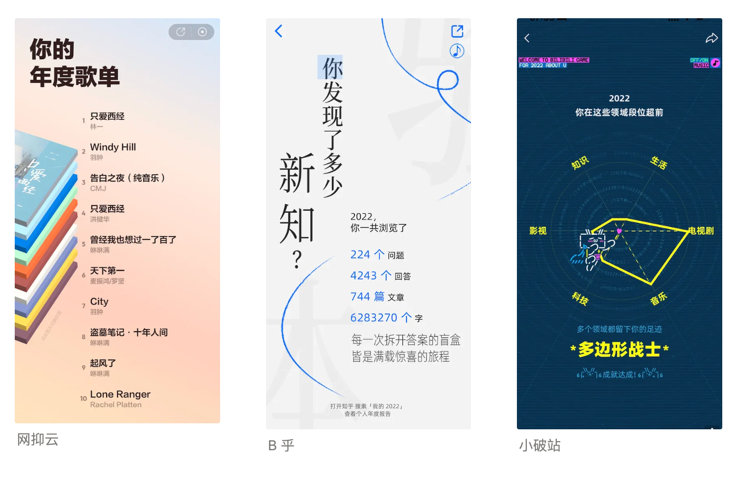 你的
年度歌单
1 只爱西经
林一
2 Windy Hill
羽肿
3 告白之夜（纯音乐）
CMJ
4 只爱西经
洪健华
5 曾经我也想过一了百了
咻咻满
6 天下第一
7 City
羽肿
8 盗墓笔记·十年人间
咻咻满
9 起风了
咻咻满
10 Lone Ranger
Rachel Platten
网抑云
你发现了多少
新知？
2022，
你一共浏览了
224 个 问题
4243 个 回答
744 篇 文章
6283270 个 字
每一次拆开答案的盲盒
皆是满载惊喜的旅程
打开知乎 搜索「我的 2022」
查看个人年度报告
B 乎
WELCOME TO BILIBILI GAME
FOR 2022 ABOUT U
OFF/ON
MUSIC
2022
你在这些领域段位超前
知识
生活
影视
电视剧
科技
音乐
多个领域都留下你的足迹
*多边形战士*
成就达成!
小破站